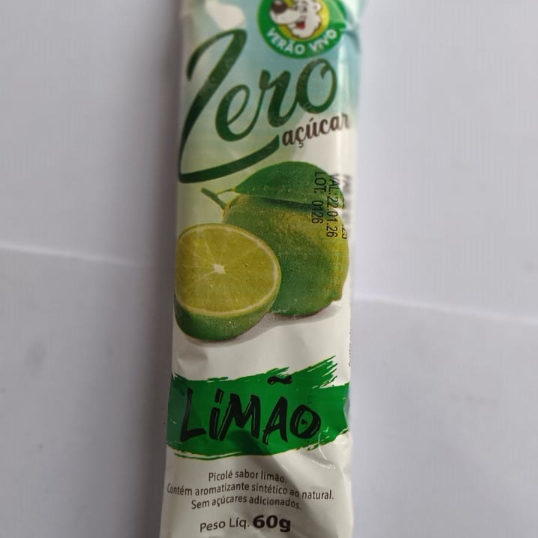 VERÃO VIVO
Zero
açúcar
VAL:22.01.26
LOT: 0126
LIMÃO
Picolé sabor limão.
Contém aromatizante sintético ao natural.
Sem açúcares adicionados.
Peso Líq. 60g